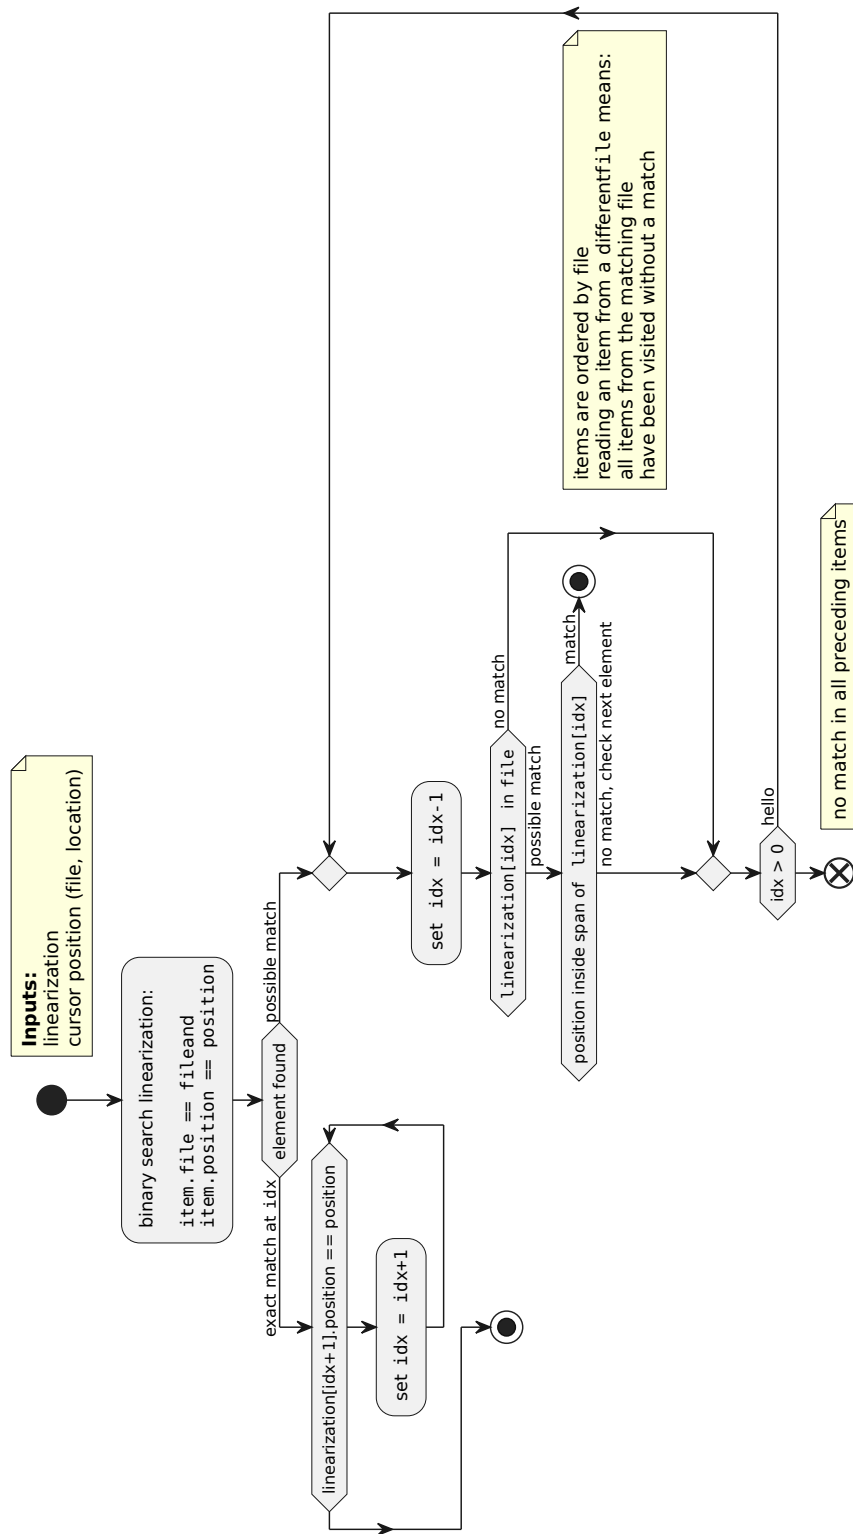 Inputs:
linearization
cursor position (file, location)
binary search linearization:
item.file == fileand
item.position == position
element found
exact match at idx
possible match
linearization[idx+1].position == position
set idx = idx+1
set idx = idx-1
linearization[idx] in file
no match
possible match
position inside span of linearization[idx]
match
no match, check next element
items are ordered by file
reading an item from a differentfile means:
all items from the matching file
have been visited without a match
idx > 0
hello
no match in all preceding items